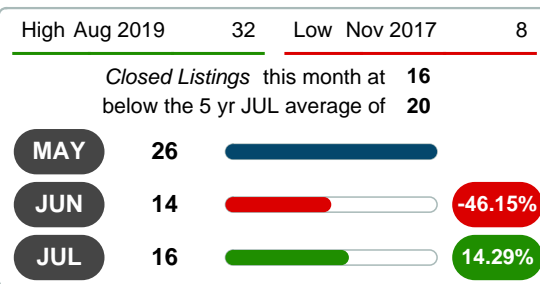 High Aug 2019 32 Low Nov 2017 8
Closed Listings this month at 16
below the 5 yr JUL average of 20
MAY 26
JUN 14 -46.15%
JUL 16 14.29%